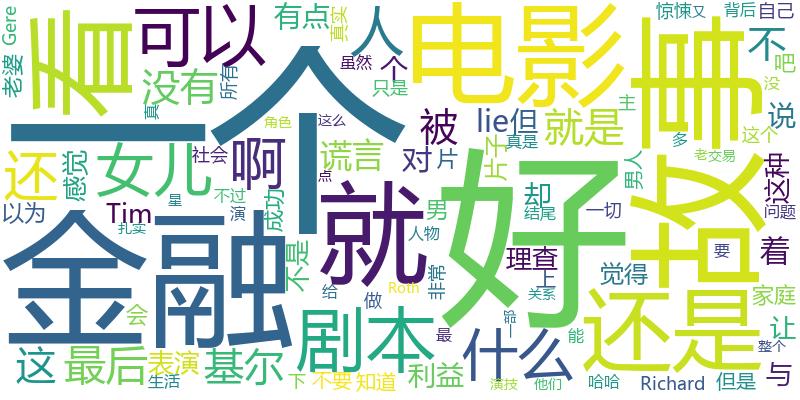 老婆 Gere
看
可以
有点
真实
人
虽然
个
只是
电影
惊悚 又 背后 自己
不
事
吧
没有
所有
一个
被
lie 但
就是
主
说
真
还
女儿
社会
啊
谎言
对
片
片子
真是
多
这个
没
感觉
角色
这么
点
老交易
以为
Tim
星
不过
演
成功
就
男
却
结尾
好
一切
男人
故
这种
问题
扎实
不是
人物
理查
上
着
金融
给
做
Roth
非常
关系
觉得
还是
要
家庭
会
剧本
最
什么
能
让
整个
这
最后
表演
基尔
利益
与
生活
下
不要
知道
演技
他们
哈哈
Richard
但是